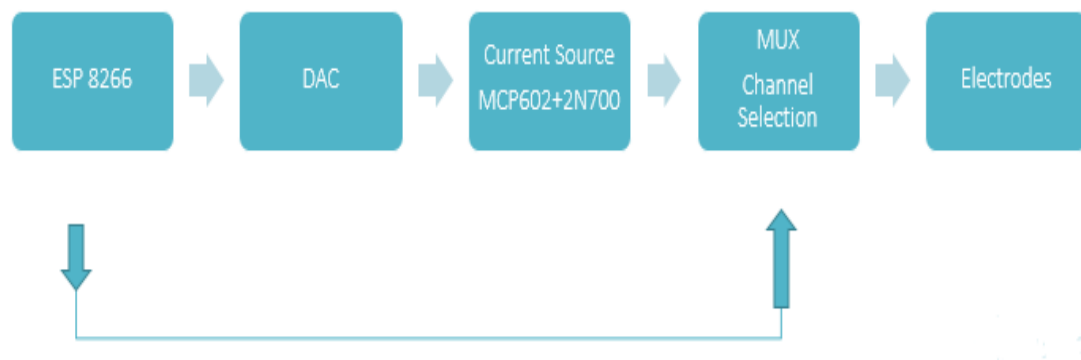 ESP 8266
DAC
Current Source
MCP602+2N700
MUX
Channel
Selection
Electrodes